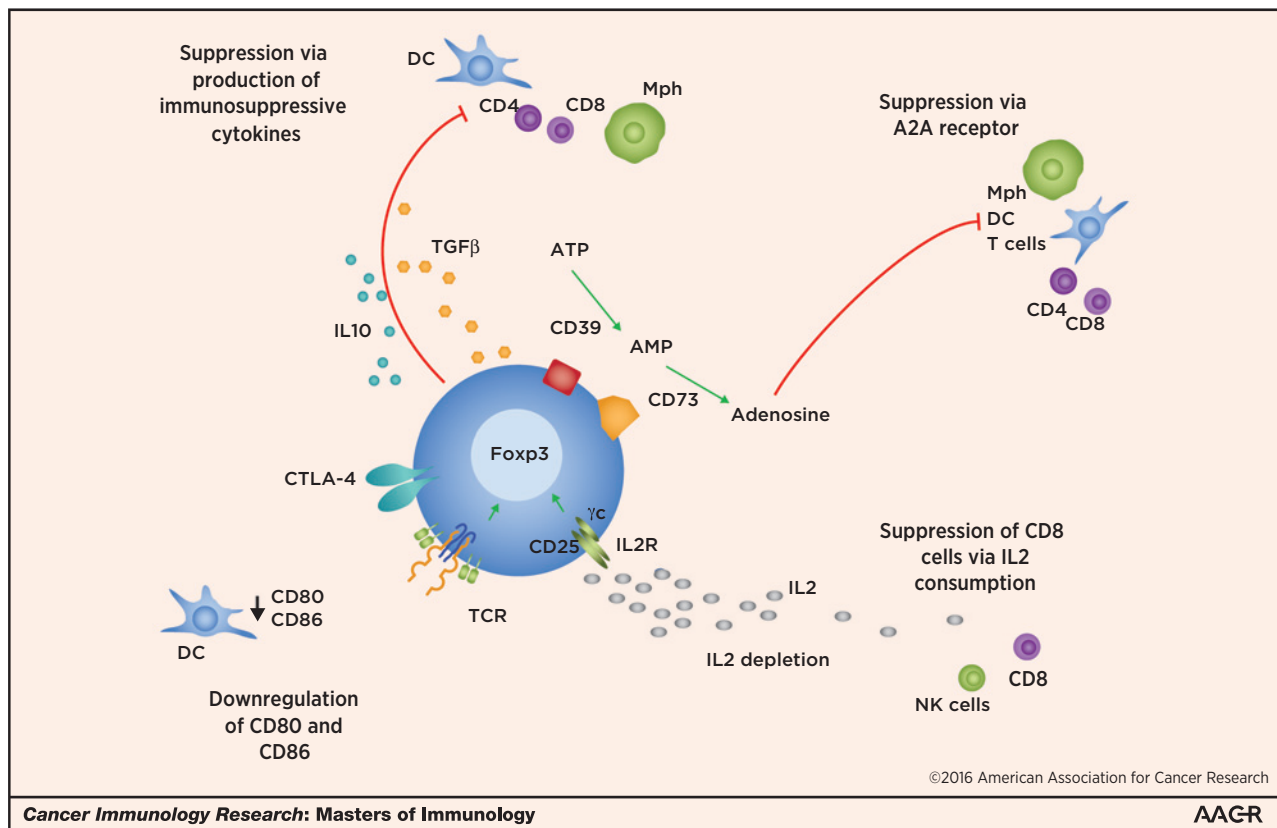 Suppression via
production of
immunosuppressive
cytokines
DC
CD4
CD8
Mph
Suppression via
A2A receptor
Mph
DC
T cells
CD4
CD8
TGFβ
IL10
ATP
CD39
AMP
CD73
Adenosine
Foxp3
CTLA-4
γc
CD25
IL2R
TCR
IL2
IL2 depletion
Suppression of CD8
cells via IL2
consumption
CD8
NK cells
CD80
CD86
DC
Downregulation
of CD80 and
CD86
©2016 American Association for Cancer Research
Cancer Immunology Research: Masters of Immunology
AACR